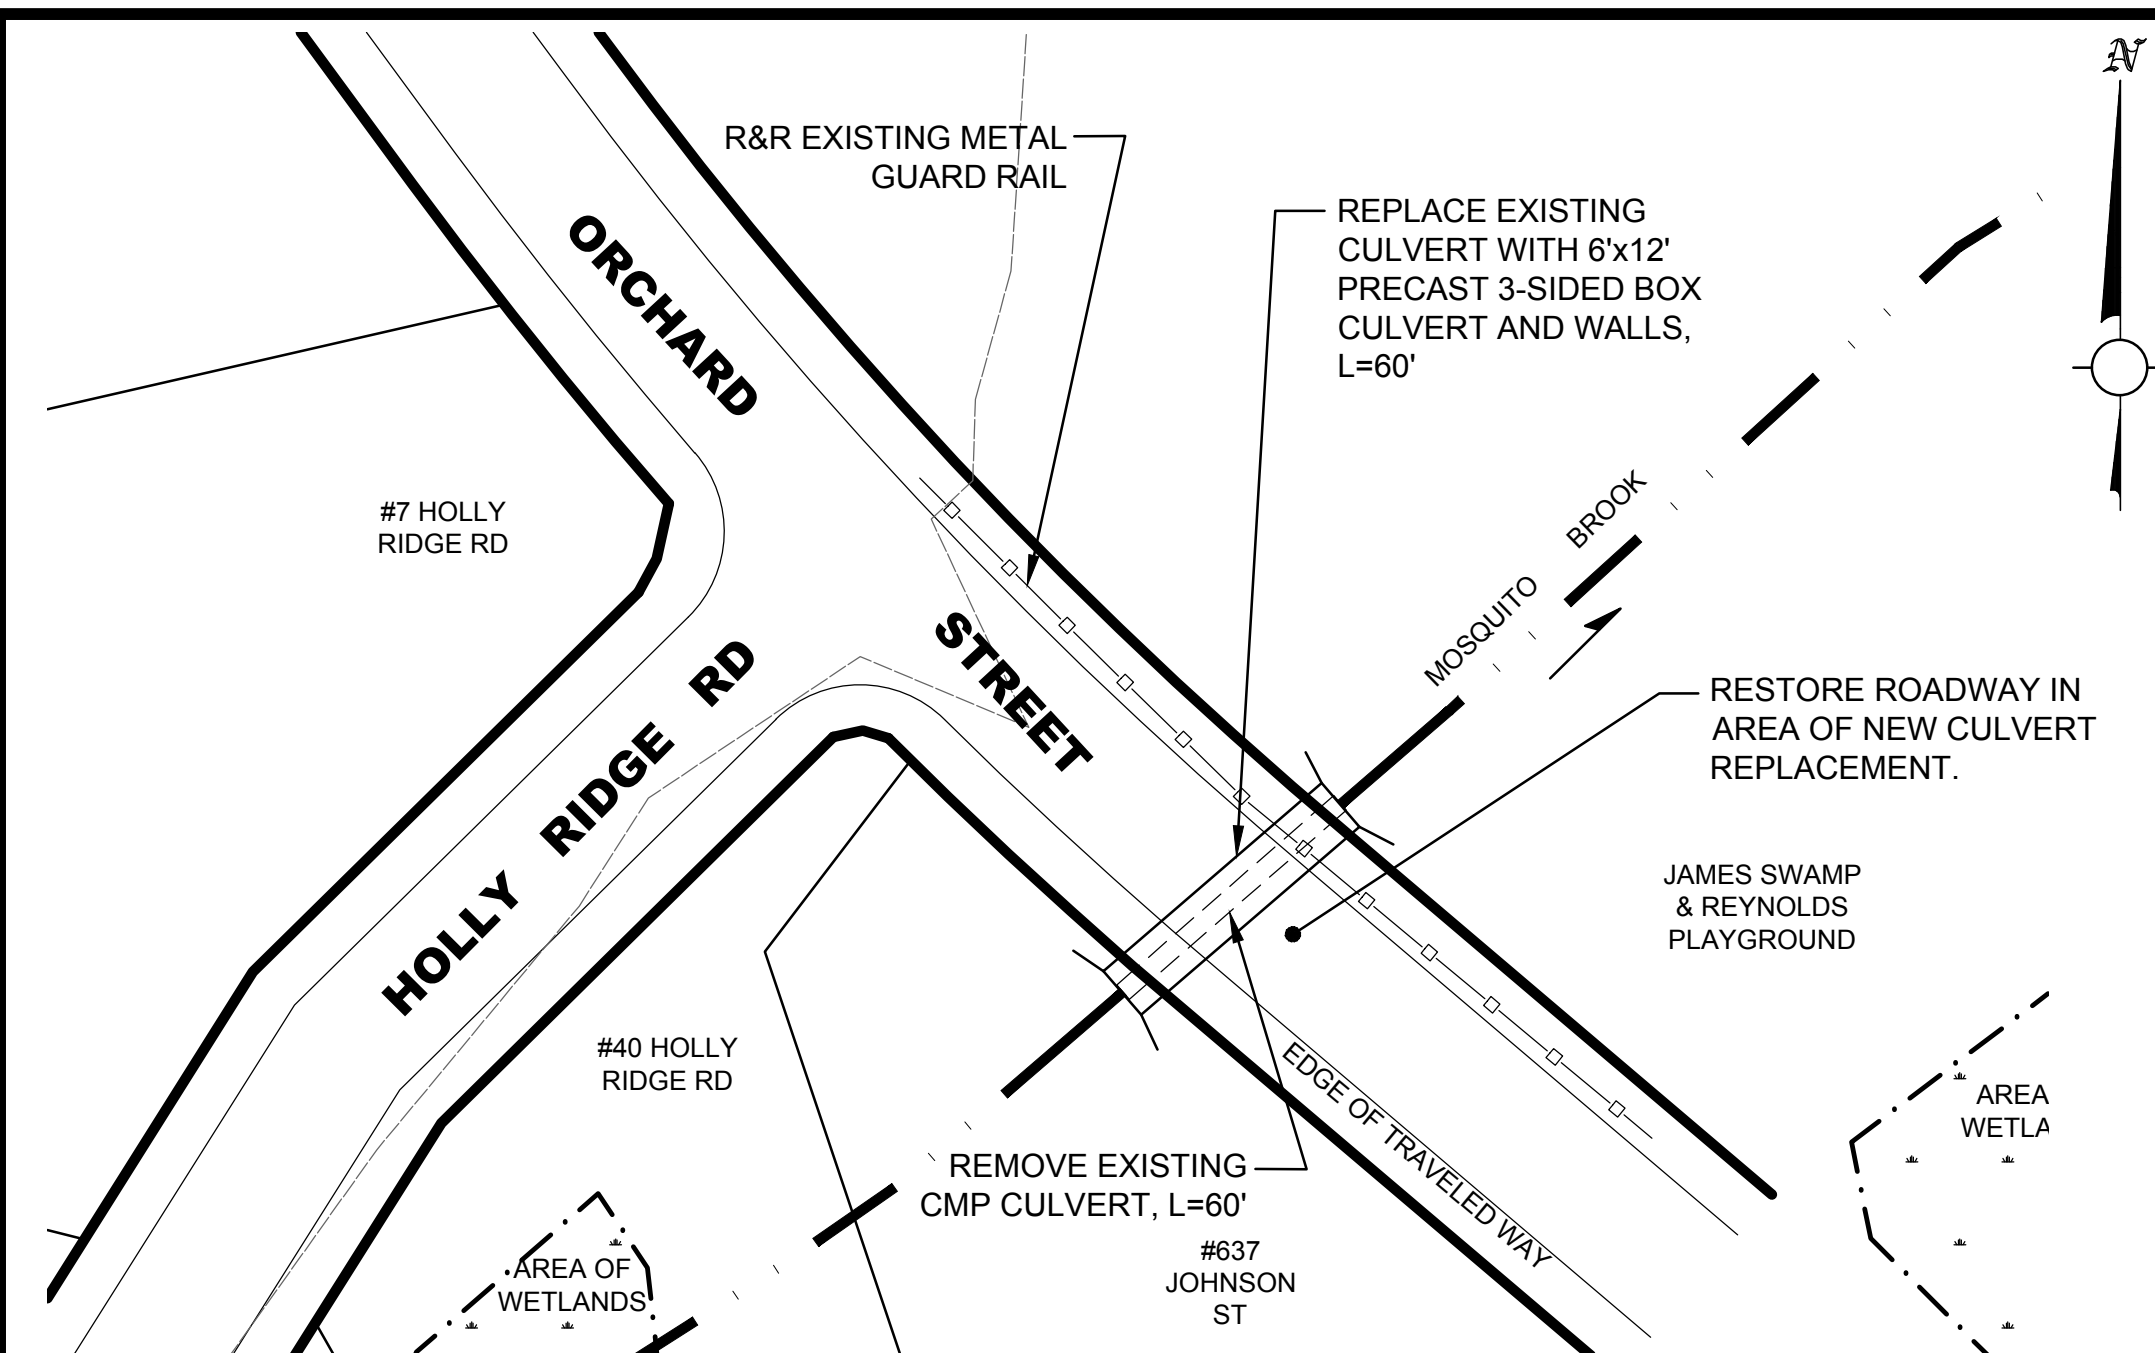 N
R&R EXISTING METAL
GUARD RAIL
REPLACE EXISTING
CULVERT WITH 6'x12'
PRECAST 3-SIDED BOX
CULVERT AND WALLS,
L=60'
ORCHARD
STREET
#7 HOLLY
RIDGE RD
MOSQUITO BROOK
HOLLY RIDGE RD
RESTORE ROADWAY IN
AREA OF NEW CULVERT
REPLACEMENT.
JAMES SWAMP
& REYNOLDS
PLAYGROUND
#40 HOLLY
RIDGE RD
EDGE OF TRAVELED WAY
AREA
WETLA
REMOVE EXISTING
CMP CULVERT, L=60'
#637
JOHNSON
ST
AREA OF
WETLANDS